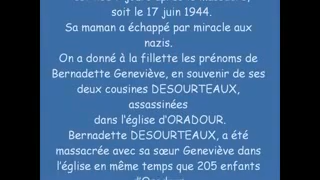 soit le 17 juin 1944.
Sa maman a échappé par miracle aux
nazis.
On a donné à la fillette les prénoms de
Bernadette Geneviève, en souvenir de ses
deux cousines DESOURTEAUX,
assassinées
dans l'église d'ORADOUR.
Bernadette DESOURTEAUX, a été
massacrée avec sa sœur Geneviève dans
l'église en même temps que 205 enfants
d'Oradour